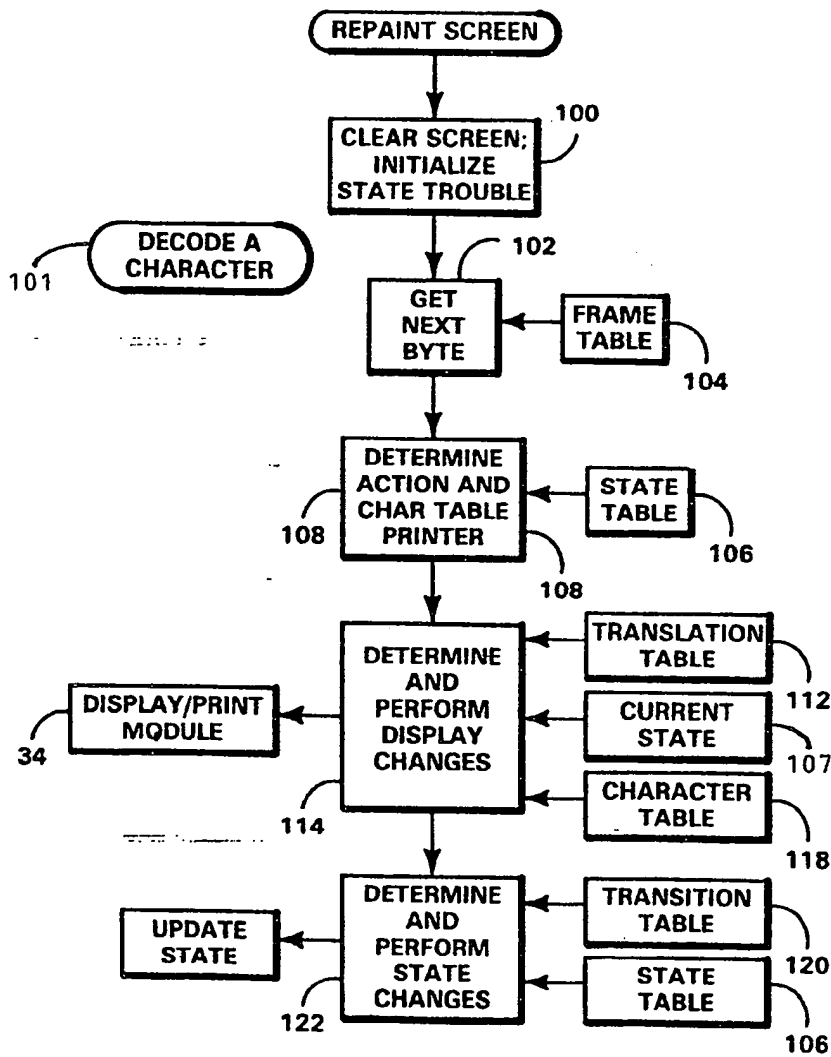 REPAINT SCREEN
100
CLEAR SCREEN;
INITIALIZE
STATE TROUBLE
DECODE A
CHARACTER
101
102
GET
NEXT
BYTE
FRAME
TABLE
104
DETERMINE
ACTION AND
CHAR TABLE
PRINTER
108
108
STATE
TABLE
106
DETERMINE
AND
PERFORM
DISPLAY
CHANGES
114
TRANSLATION
TABLE
112
DISPLAY/PRINT
MODULE
34
CURRENT
STATE
107
CHARACTER
TABLE
118
DETERMINE
AND
PERFORM
STATE
CHANGES
122
TRANSITION
TABLE
120
UPDATE
STATE
STATE
TABLE
106